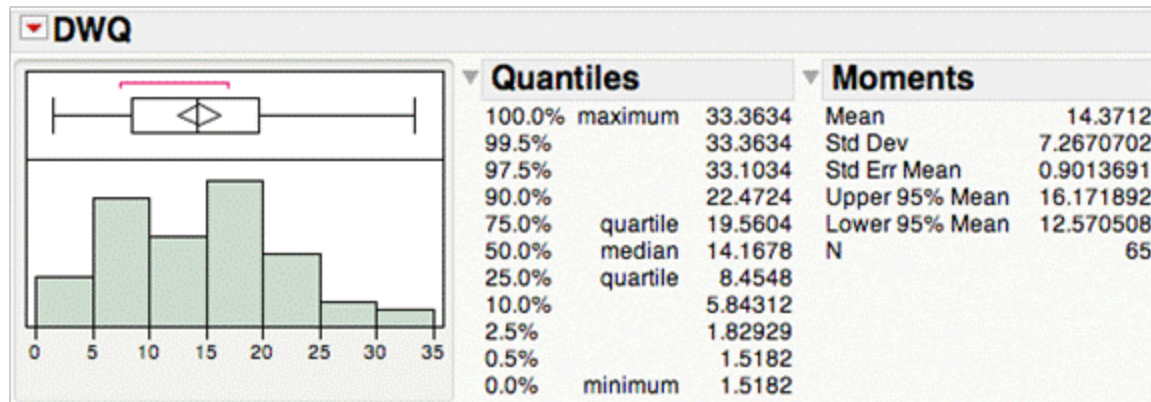 DWQ
0 5 10 15 20 25 30 35
Quantiles
100.0% maximum 33.3634
99.5% 33.3634
97.5% 33.1034
90.0% 22.4724
75.0% quartile 19.5604
50.0% median 14.1678
25.0% quartile 8.4548
10.0% 5.84312
2.5% 1.82929
0.5% 1.5182
0.0% minimum 1.5182
Moments
Mean 14.3712
Std Dev 7.2670702
Std Err Mean 0.9013691
Upper 95% Mean 16.171892
Lower 95% Mean 12.570508
N 65